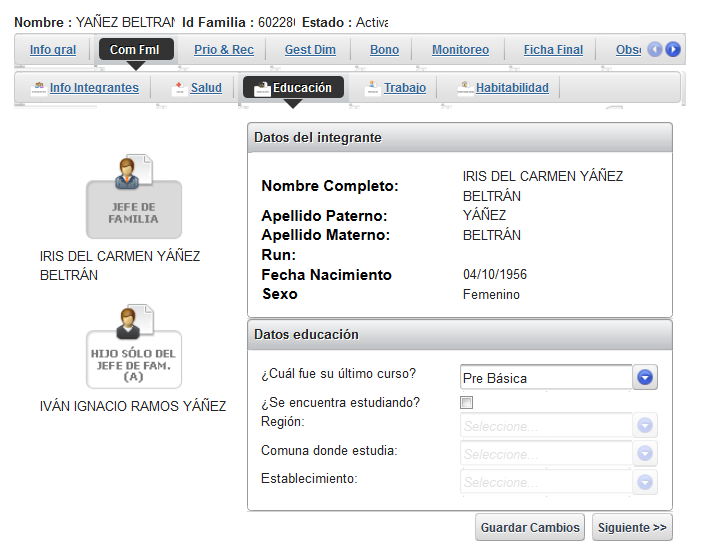 Nombre : YAÑEZ BELTRAN Id Familia : 60228 Estado : Activa
Info gral Com Fml Prio & Rec Gest Dim Bono Monitoreo Ficha Final Obs
Info Integrantes Salud Educación Trabajo Habitabilidad
JEFE DE
FAMILIA
IRIS DEL CARMEN YÁÑEZ
BELTRÁN
HIJO SÓLO DEL
JEFE DE FAM.
(A)
IVÁN IGNACIO RAMOS YÁÑEZ
Datos del integrante
Nombre Completo: IRIS DEL CARMEN YÁÑEZ
BELTRÁN
Apellido Paterno: YÁÑEZ
Apellido Materno: BELTRÁN
Run:
Fecha Nacimiento 04/10/1956
Sexo Femenino
Datos educación
¿Cuál fue su último curso? Pre Básica
¿Se encuentra estudiando?
Región: Seleccione...
Comuna donde estudia: Seleccione...
Establecimiento: Seleccione...
Guardar Cambios Siguiente >>